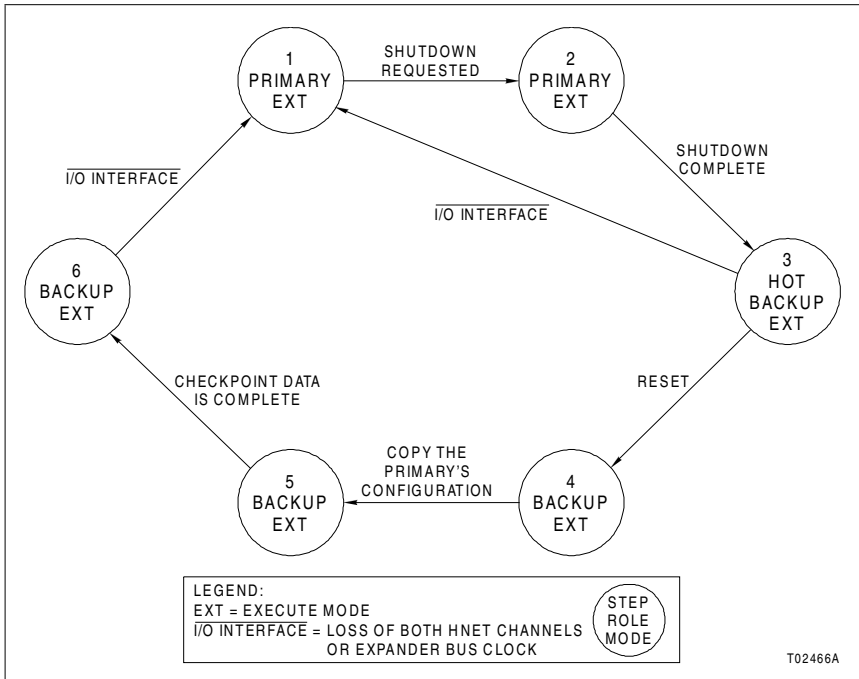 1
PRIMARY
EXT
SHUTDOWN
REQUESTED
2
PRIMARY
EXT
SHUTDOWN
COMPLETE
I/O INTERFACE
I/O INTERFACE
6
BACKUP
EXT
3
HOT
BACKUP
EXT
CHECKPOINT DATA
IS COMPLETE
RESET
5
BACKUP
EXT
COPY THE
PRIMARY'S
CONFIGURATION
4
BACKUP
EXT
LEGEND:
EXT = EXECUTE MODE
I/O INTERFACE = LOSS OF BOTH HNET CHANNELS
OR EXPANDER BUS CLOCK
STEP
ROLE
MODE
T02466A